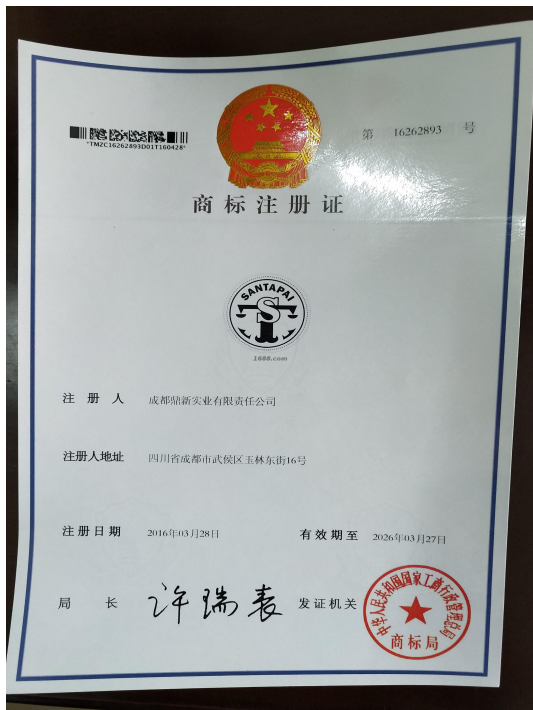 第 16262893 号
*TMZC16262893D01T160428*
商标注册证
SANTAPAI
S
1688.com
注册人 成都鼎新实业有限责任公司
注册人地址 四川省成都市武侯区玉林东街16号
注册日期 2016年03月28日 有效期至 2026年03月27日
局长 许瑞表 发证机关
中华人民共和国国家工商行政管理总局
商标局